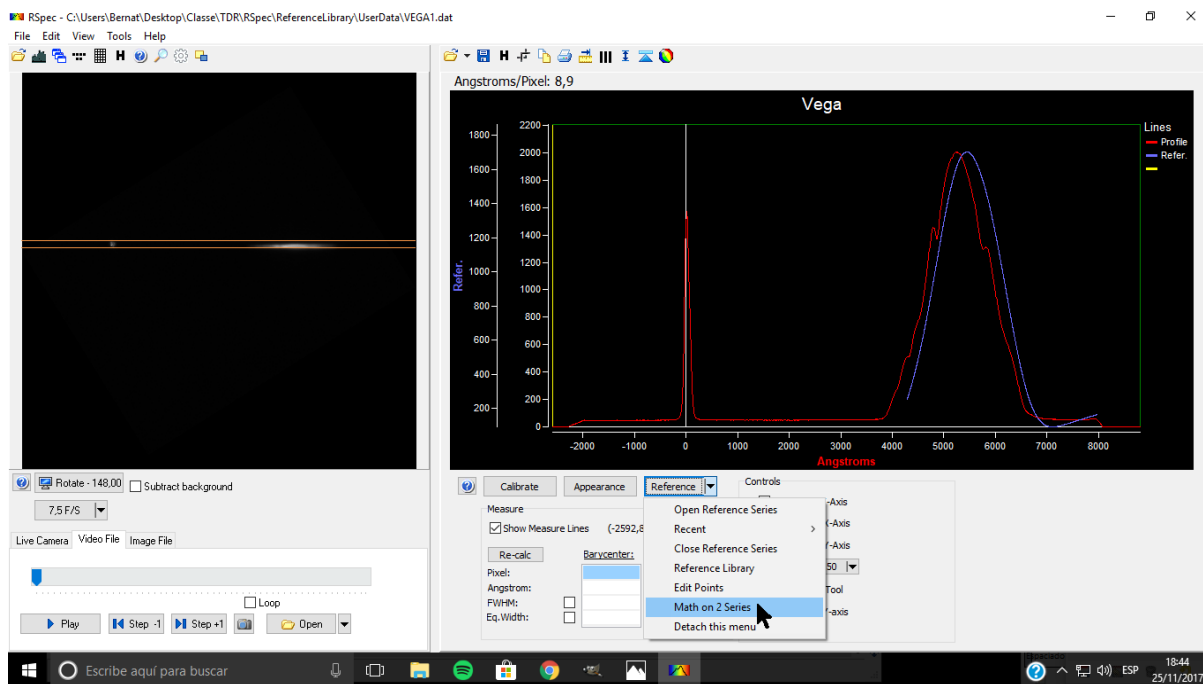 RSpec - C:\Users\Bernat\Desktop\Classe\TDR\RSpec\ReferenceLibrary\UserData\VEGA1.dat
File Edit View Tools Help
Angstroms/Pixel: 8,9
Vega
Lines
Profile
Refer.
Refer.
1800
1600
1400
1200
1000
800
600
400
200
2200
2000
1800
1600
1400
1200
1000
800
600
400
200
0
-2000 -1000 0 1000 2000 3000 4000 5000 6000 7000 8000
Angstroms
Rotate - 148,00
Subtract background
7,5 F/S
Live Camera Video File Image File
Loop
Play Step -1 Step +1 Open
Calibrate Appearance Reference
Controls
Measure
Show Measure Lines (-2592,8
Re-calc Barycenter:
Pixel:
Angstrom:
FWHM:
Eq.Width:
Open Reference Series
Recent
Close Reference Series
Reference Library
Edit Points
Math on 2 Series
Detach this menu
-Axis
-Axis
-Axis
50
Tool
-axis
Escribe aquí para buscar
ESP
18:44
25/11/2017